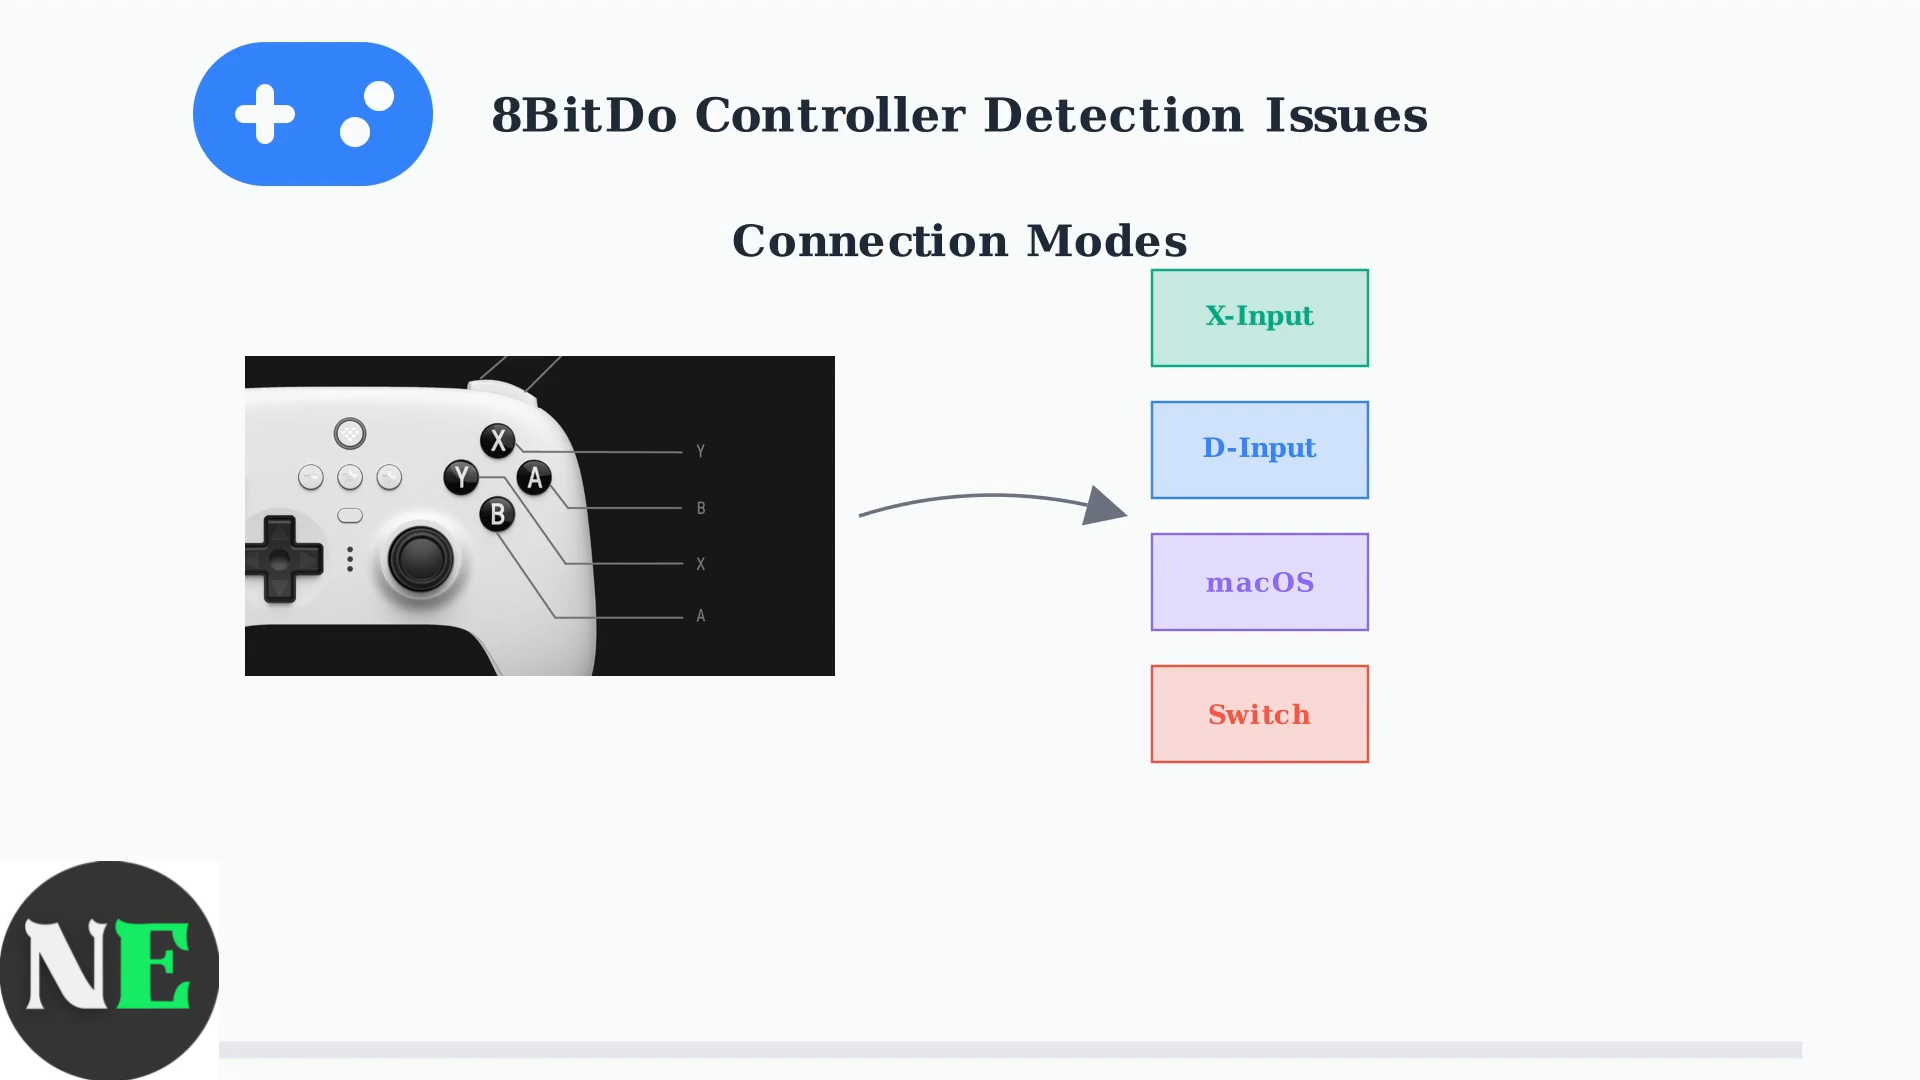 8BitDo Controller Detection Issues
Connection Modes
X-Input
D-Input
macOS
Switch
X
Y
A
B
Y
B
X
A
NE